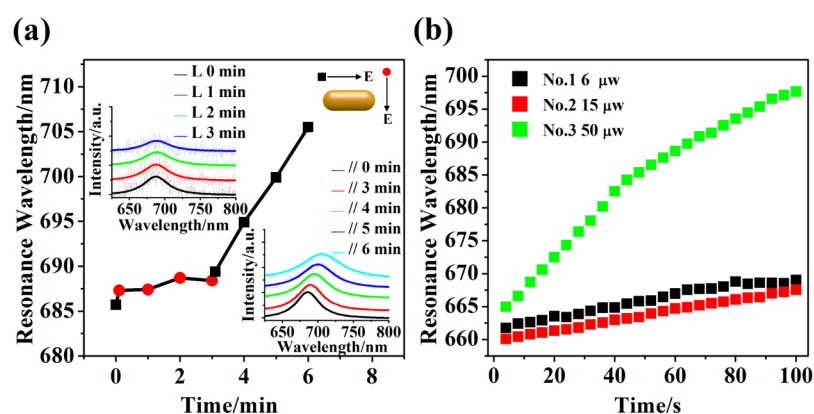 (a)
Resonance Wavelength/nm
710
705
700
695
690
685
680
0 2 4 6 8
Time/min
L 0 min
L 1 min
L 2 min
L 3 min
Intensity/a.u.
650 700 750 800
Wavelength/nm
E
E
// 0 min
// 3 min
// 4 min
// 5 min
// 6 min
Intensity/a.u.
650 700 750 800
Wavelength/nm
(b)
Resonance Wavelength/nm
700
695
690
685
680
675
670
665
660
0 20 40 60 80 100
Time/s
No.1 6 μw
No.2 15 μw
No.3 50 μw